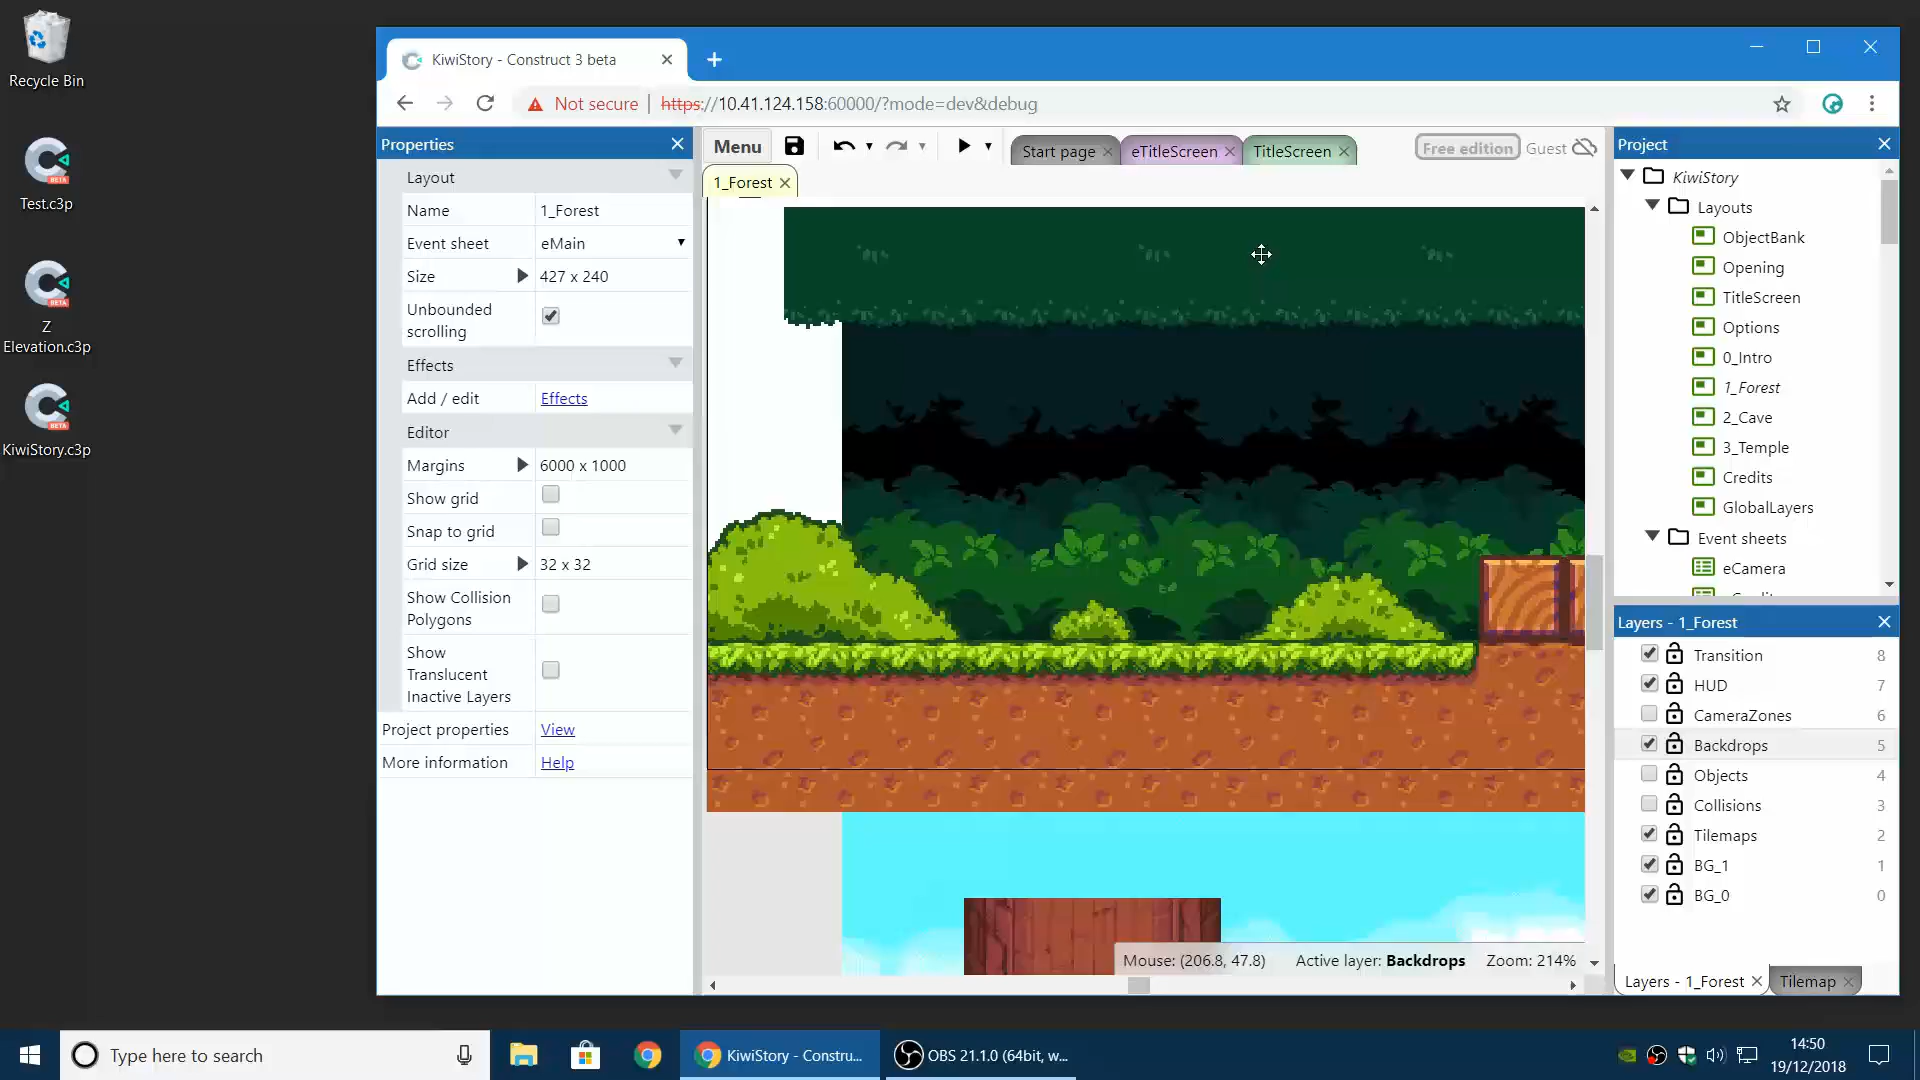 Recycle Bin
Test.c3p
Z
Elevation.c3p
KiwiStory.c3p
KiwiStory - Construct 3 beta
Not secure
https://10.41.124.158:60000/?mode=dev&debug
Properties
Layout
Name 1_Forest
Event sheet eMain
Size 427 x 240
Unbounded
scrolling
Effects
Add / edit Effects
Editor
Margins 6000 x 1000
Show grid
Snap to grid
Grid size 32 x 32
Show Collision
Polygons
Show
Translucent
Inactive Layers
Project properties View
More information Help
Menu
Start page
eTitleScreen
TitleScreen
Free edition
Guest
1_Forest
Mouse: (206.8, 47.8) Active layer: Backdrops Zoom: 214%
Project
KiwiStory
Layouts
ObjectBank
Opening
TitleScreen
Options
0_Intro
1_Forest
2_Cave
3_Temple
Credits
GlobalLayers
Event sheets
eCamera
Layers - 1_Forest
Transition 8
HUD 7
CameraZones 6
Backdrops 5
Objects 4
Collisions 3
Tilemaps 2
BG_1 1
BG_0 0
Layers - 1_Forest
Tilemap
Type here to search
KiwiStory - Constru...
OBS 21.1.0 (64bit, w...
14:50
19/12/2018